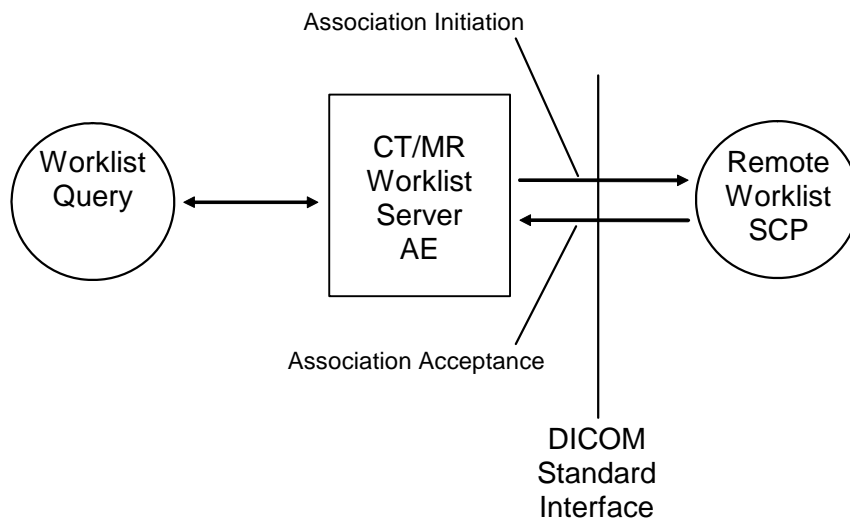 Association Initiation
Worklist
Query
CT/MR
Worklist
Server
AE
Remote
Worklist
SCP
Association Acceptance
DICOM
Standard
Interface